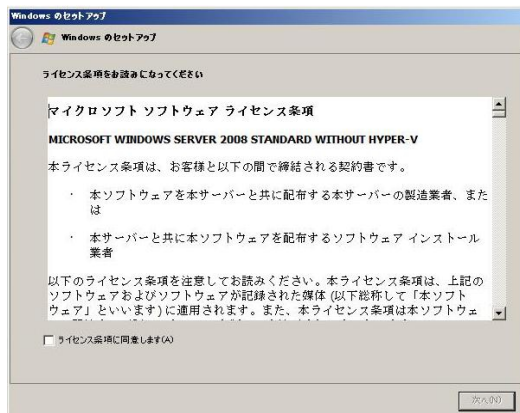 Windows のセットアップ
Windows のセットアップ
ライセンス条項をお読みになってください
マイクロソフト ソフトウェア ライセンス条項
MICROSOFT WINDOWS SERVER 2008 STANDARD WITHOUT HYPER-V
本ライセンス条項は、お客様と以下の間で締結される契約書です。
· 本ソフトウェアを本サーバーと共に配布する本サーバーの製造業者、また
は
· 本サーバーと共に本ソフトウェアを配布するソフトウェア インストール
業者
以下のライセンス条項を注意してお読みください。本ライセンス条項は、上記の
ソフトウェアおよびソフトウェアが記録された媒体 (以下総称して「本ソフト
ウェア」といいます) に適用されます。また、本ライセンス条項は本ソフトウェ
ライセンス条項に同意します(A)
次へ(N)